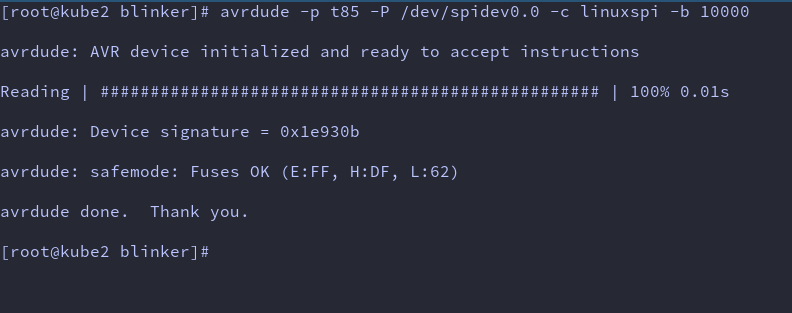 [root@kube2 blinker]# avrdude -p t85 -P /dev/spidev0.0 -c linuxspi -b 10000
avrdude: AVR device initialized and ready to accept instructions
Reading | ################################################## | 100% 0.01s
avrdude: Device signature = 0x1e930b
avrdude: safemode: Fuses OK (E:FF, H:DF, L:62)
avrdude done.  Thank you.
[root@kube2 blinker]#